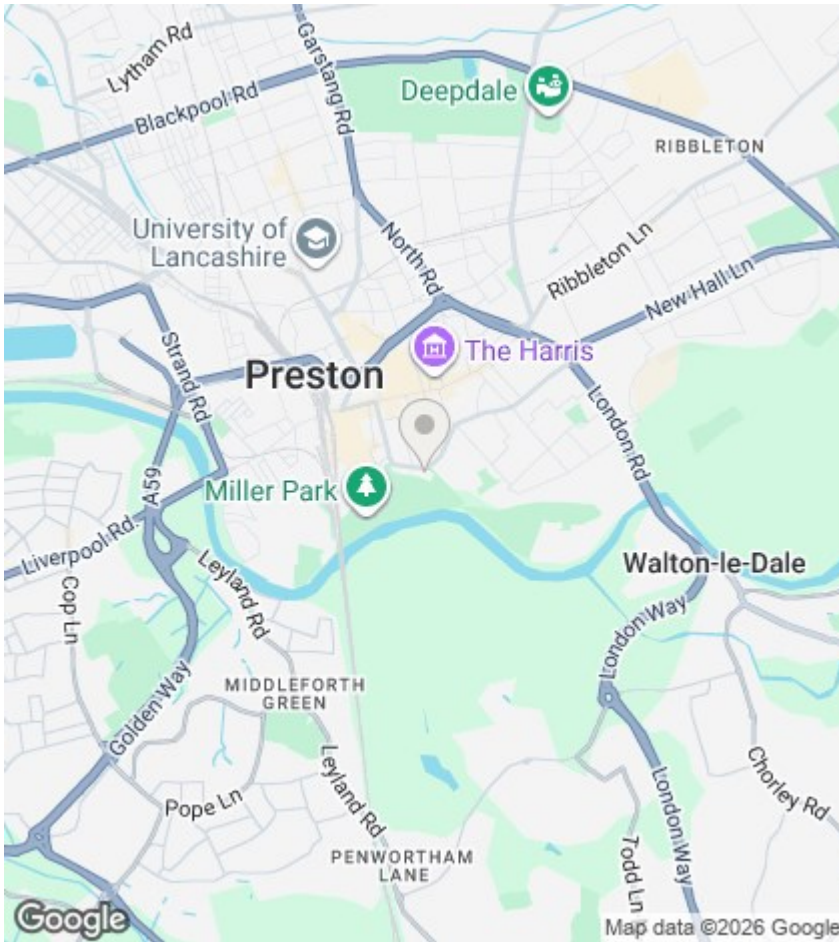 Lytham Rd
Garstang Rd
Blackpool Rd
Deepdale
RIBBLETON
University of
Lancashire
North Rd
Ribbleton Ln
New Hall Ln
Strand Rd
The Harris
Preston
London Rd
A59
Miller Park
Liverpool Rd
Walton-le-Dale
Cop Ln
Leyland Rd
London Way
MIDDLEFORTH
GREEN
Golden Way
Leyland Rd
Pope Ln
London Way
Chorley Rd
Todd Ln
PENWORTHAM
LANE
Google
Map data ©2026 Google